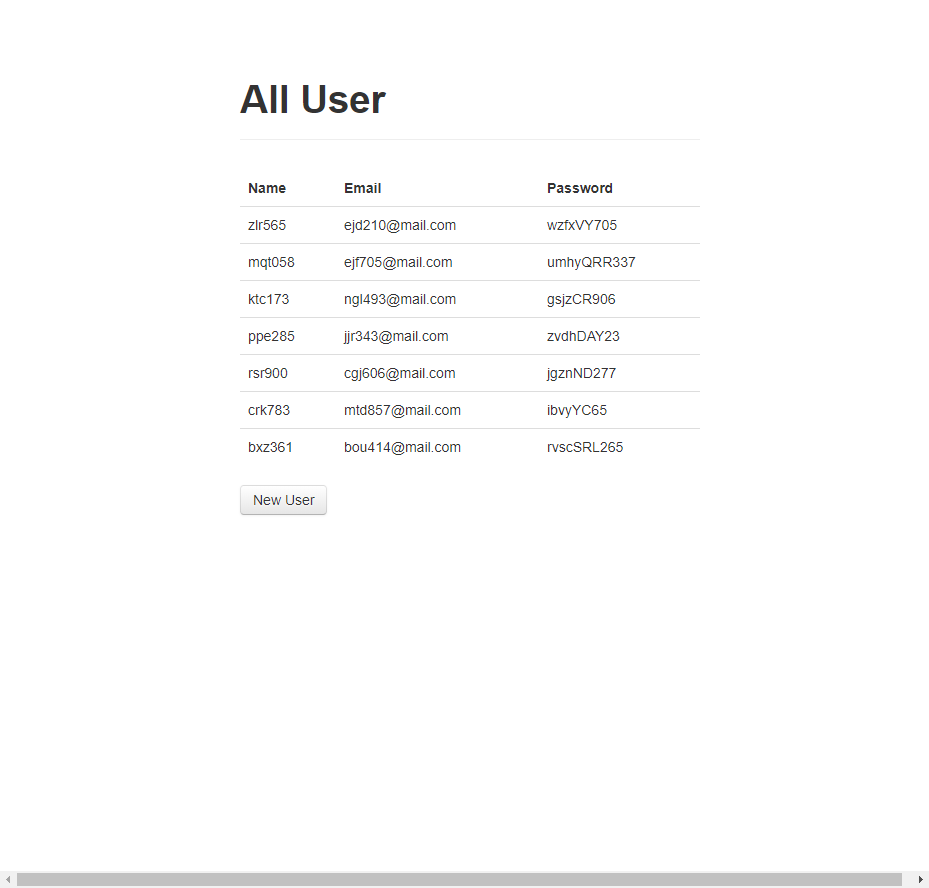 All User
Name Email Password
zlr565 ejd210@mail.com wzfxVY705
mqt058 ejf705@mail.com umhyQRR337
ktc173 ngl493@mail.com gsjzCR906
ppe285 jjr343@mail.com zvdhDAY23
rsr900 cgj606@mail.com jgznND277
crk783 mtd857@mail.com ibvyYC65
bxz361 bou414@mail.com rvscSRL265
New User